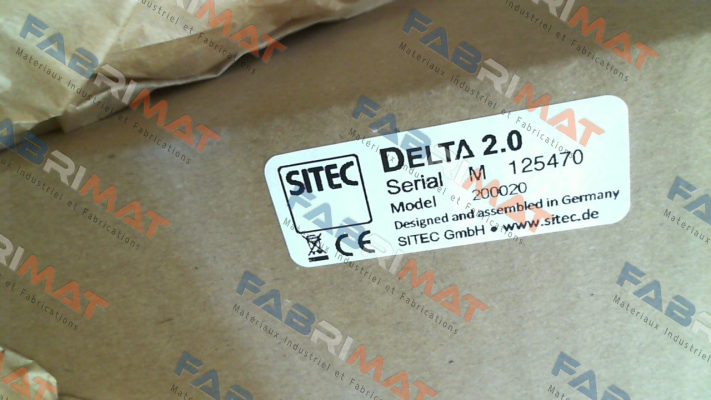 SITEC
DELTA 2.0
Serial M 125470
Model 200020
Designed and assembled in Germany
SITEC GmbH • www.sitec.de
CE
FABRIMAT
Matériaux Industriel et Fabrications